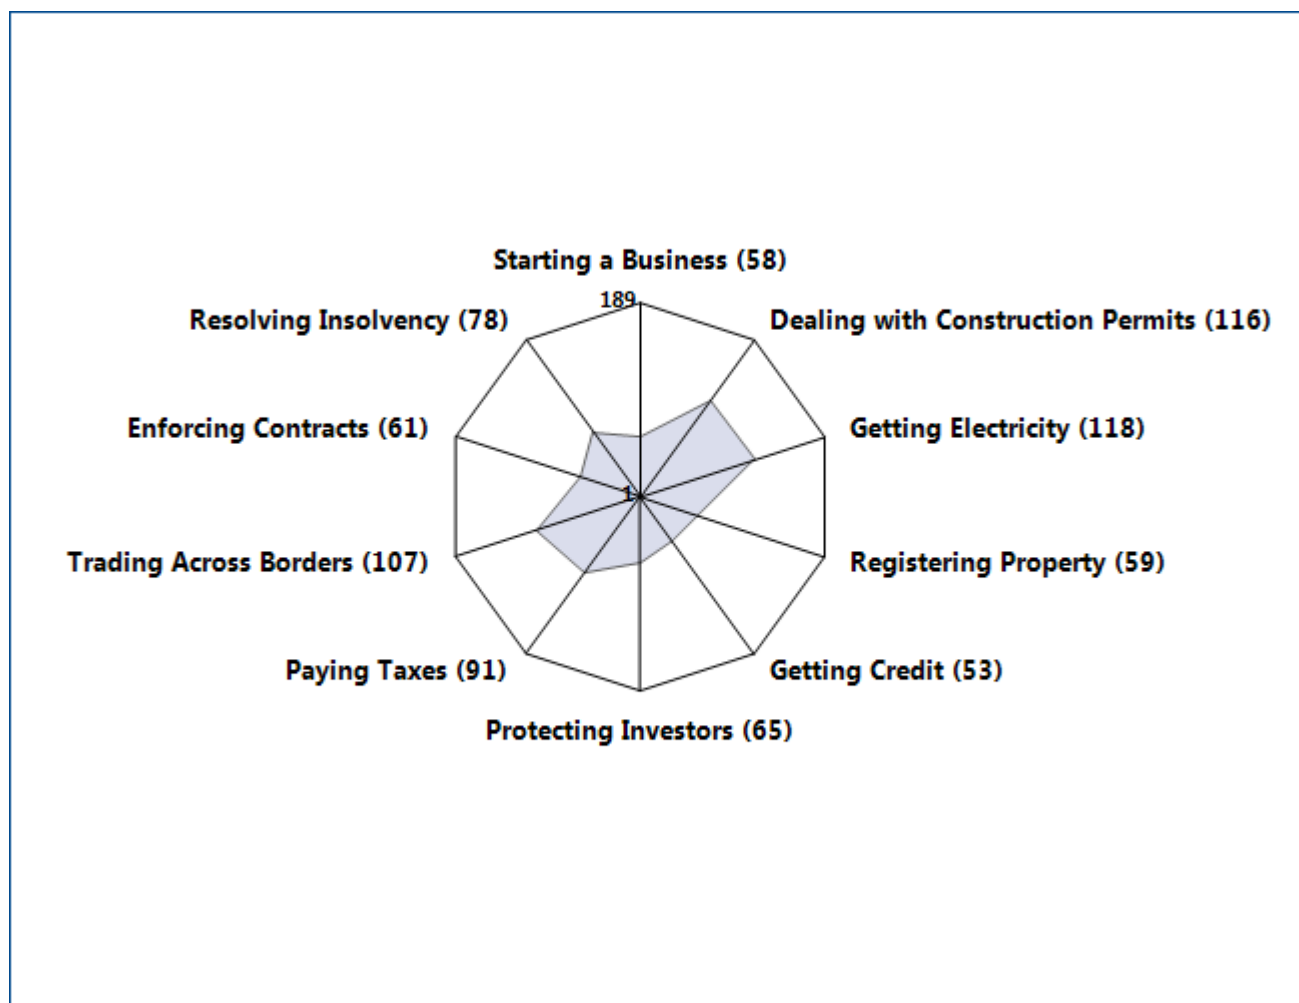 Starting a Business (58)
189
Resolving Insolvency (78)
Dealing with Construction Permits (116)
Enforcing Contracts (61)
Getting Electricity (118)
1
Trading Across Borders (107)
Registering Property (59)
Paying Taxes (91)
Getting Credit (53)
Protecting Investors (65)